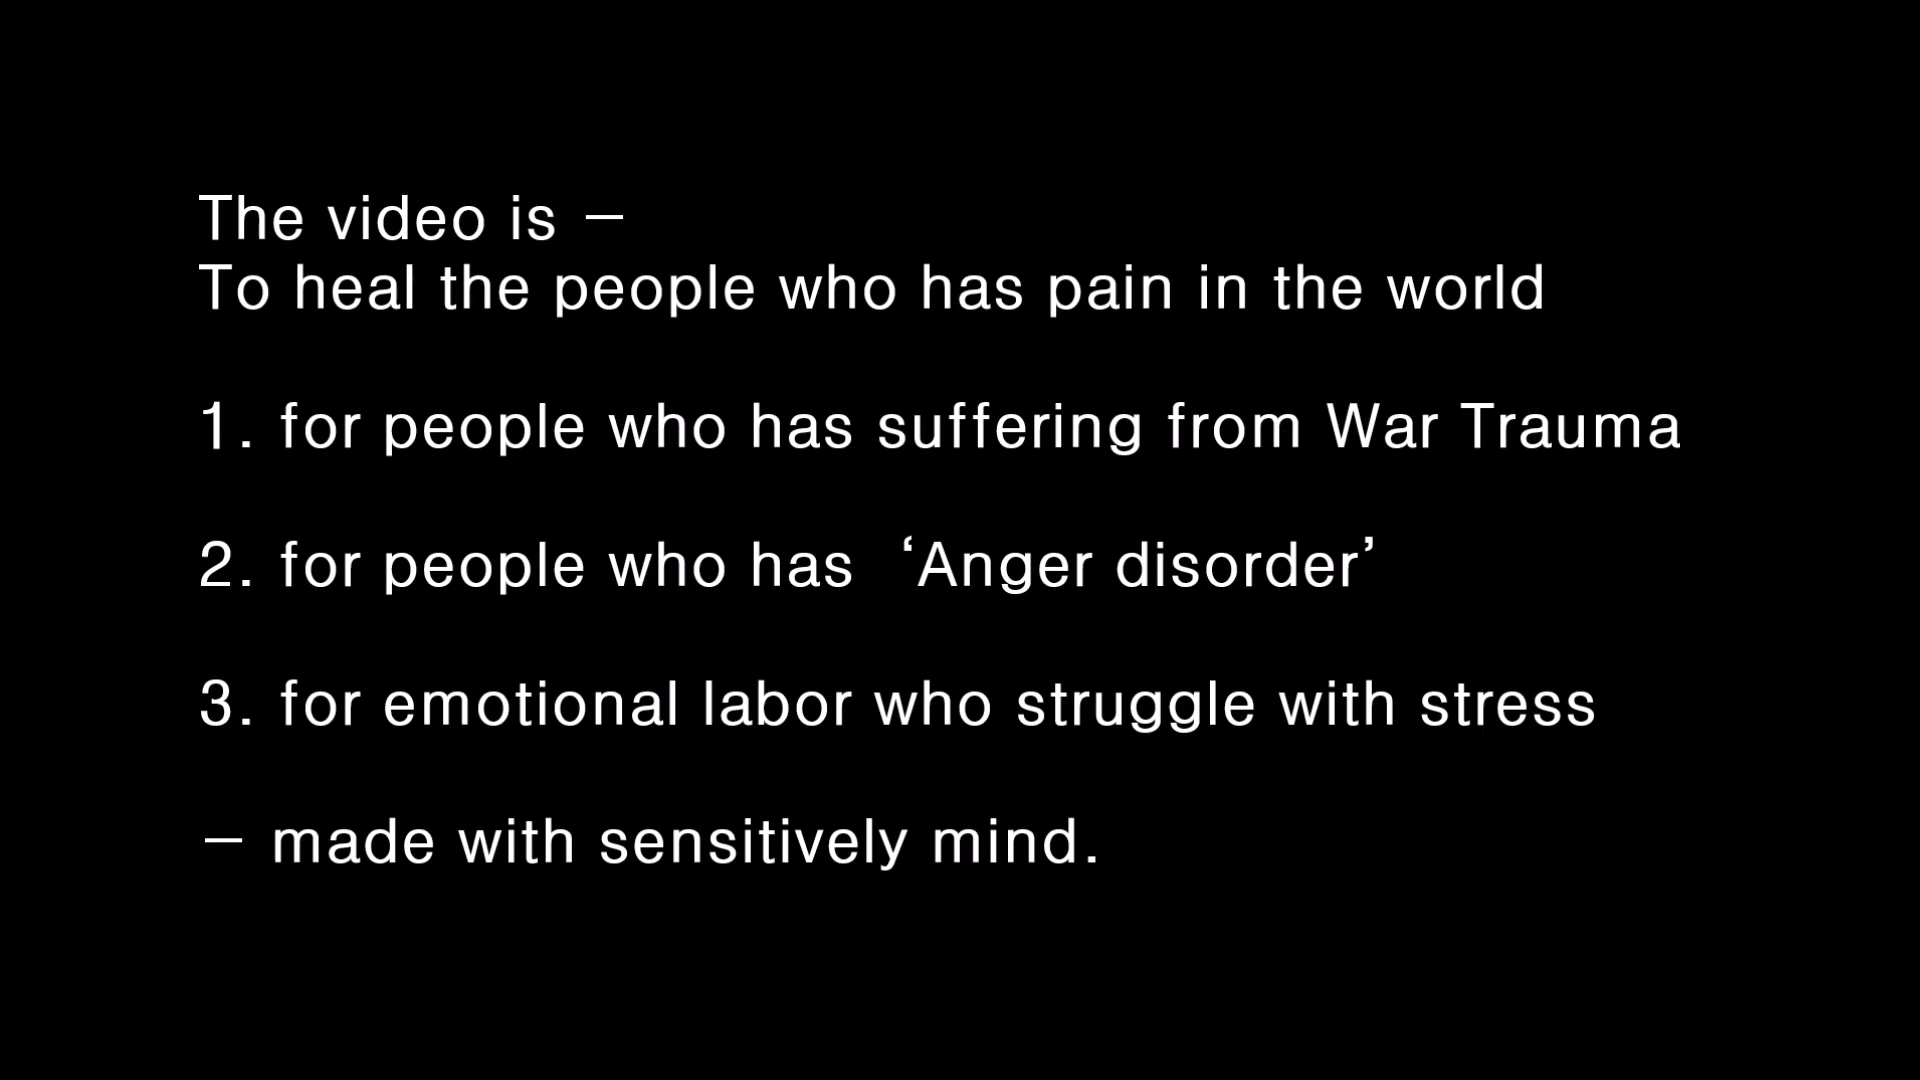 The video is –
To heal the people who has pain in the world
1. for people who has suffering from War Trauma
2. for people who has ‘Anger disorder’
3. for emotional labor who struggle with stress
– made with sensitively mind.